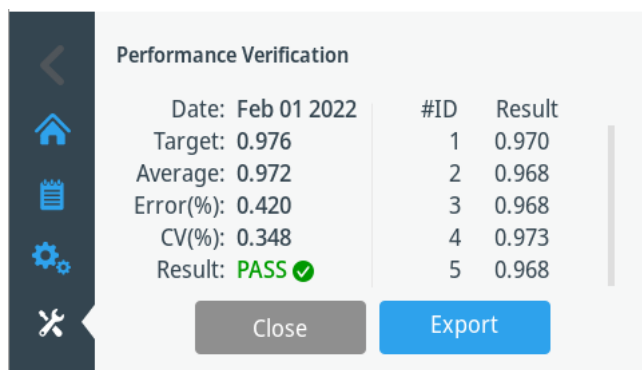 Performance Verification
Date: Feb 01 2022
Target: 0.976
Average: 0.972
Error(%): 0.420
CV(%): 0.348
Result: PASS
#ID Result
1 0.970
2 0.968
3 0.968
4 0.973
5 0.968
Close
Export